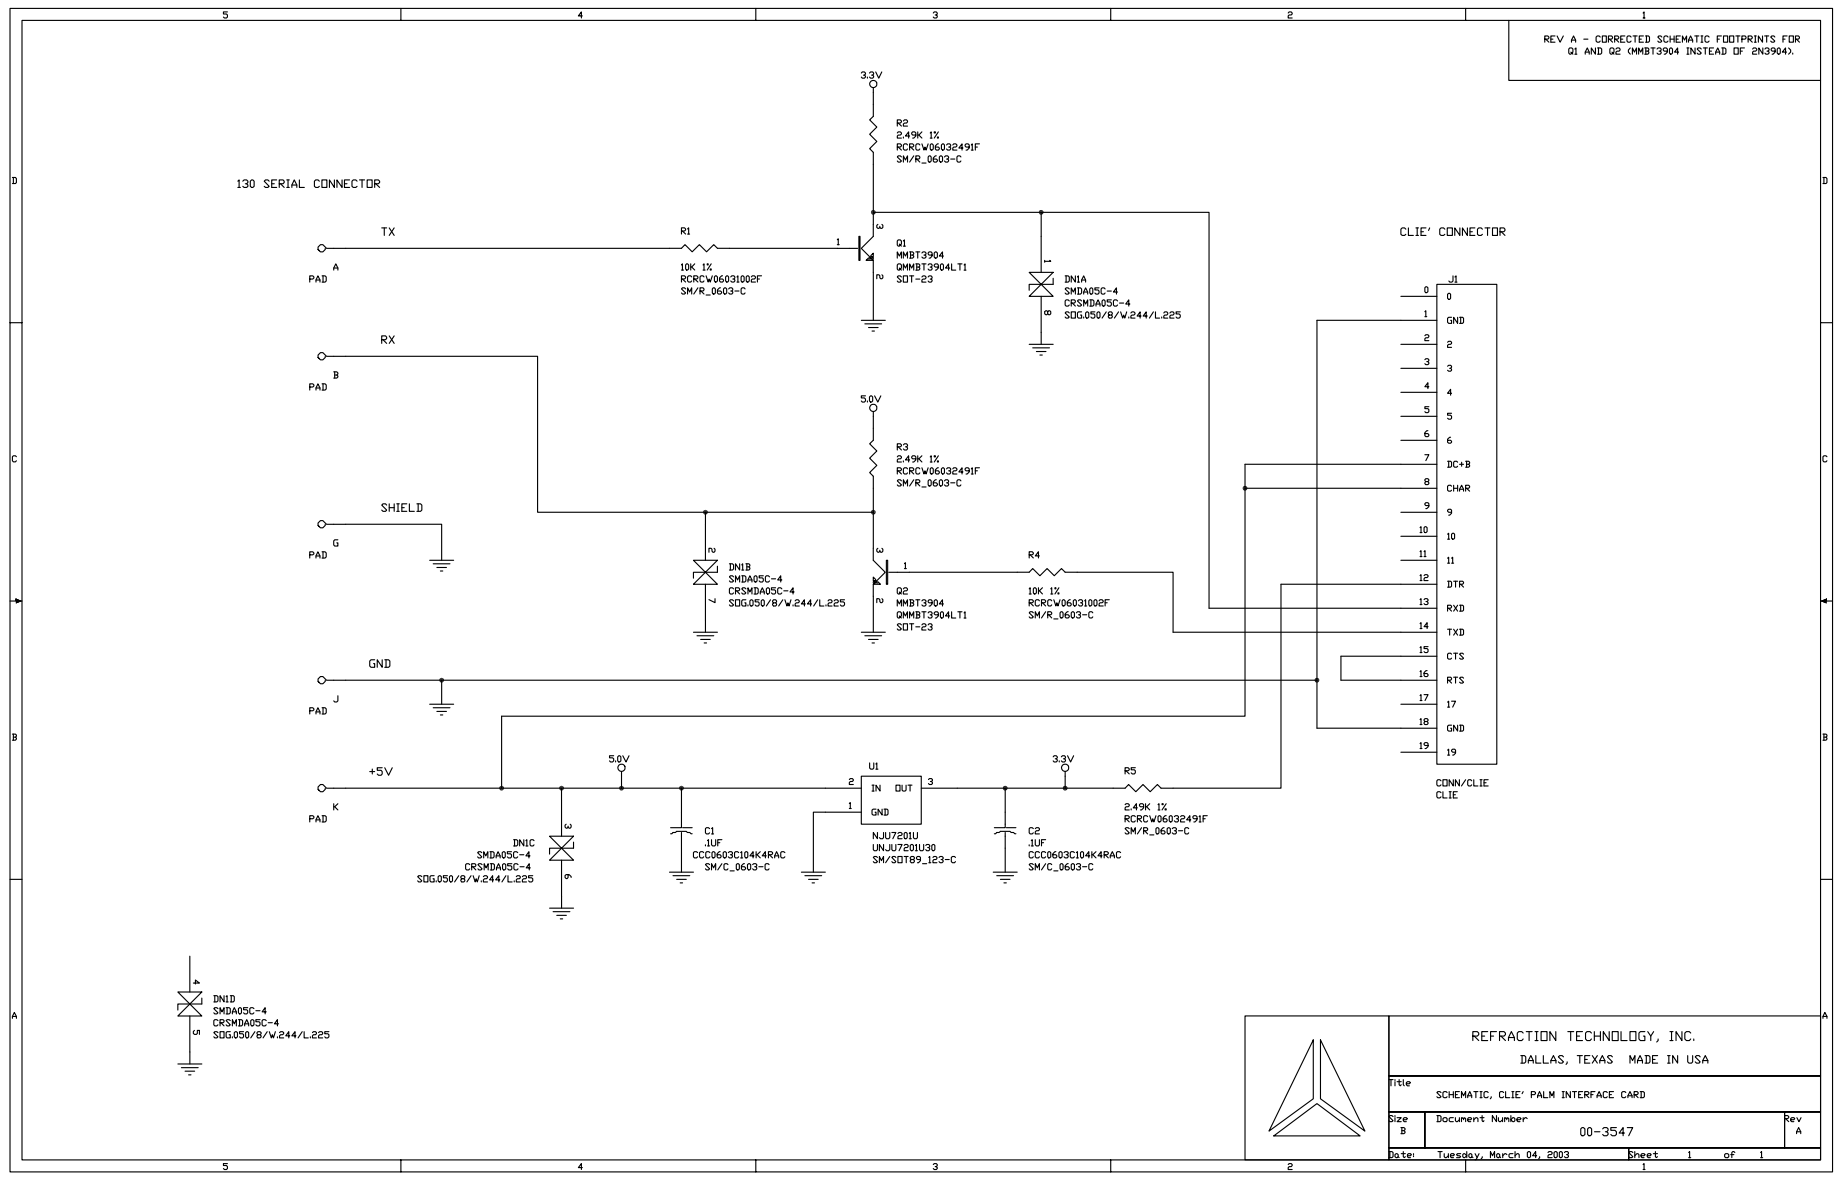 5 4 3 2 1
REV A - CORRECTED SCHEMATIC FOOTPRINTS FOR
Q1 AND Q2 (MMBT3904 INSTEAD OF 2N3904).
3.3V
R2
2.49K 1%
RCRCW06032491F
SM/R_0603-C
D
D
130 SERIAL CONNECTOR
TX
A
PAD
R1
10K 1%
RCRCW06031002F
SM/R_0603-C
1
3
2
Q1
MMBT3904
QMMBT3904LT1
SOT-23
1
8
DN1A
SMDA05C-4
CRSMDA05C-4
SOG.050/8/W.244/L.225
CLIE' CONNECTOR
J1
0 0
1 GND
2 2
3 3
4 4
5 5
6 6
7 DC+B
8 CHAR
9 9
10 10
11 11
12 DTR
13 RXD
14 TXD
15 CTS
16 RTS
17 17
18 GND
19 19
CONN/CLIE
CLIE
RX
B
PAD
5.0V
R3
2.49K 1%
RCRCW06032491F
SM/R_0603-C
C
C
SHIELD
G
PAD
2
7
DN1B
SMDA05C-4
CRSMDA05C-4
SOG.050/8/W.244/L.225
3
1
2
Q2
MMBT3904
QMMBT3904LT1
SOT-23
R4
10K 1%
RCRCW06031002F
SM/R_0603-C
GND
J
PAD
B
B
+5V
K
PAD
5.0V
3
6
DN1C
SMDA05C-4
CRSMDA05C-4
SOG.050/8/W.244/L.225
C1
.1UF
CCC0603C104K4RAC
SM/C_0603-C
U1
2 IN OUT 3
1 GND
NJU7201U
UNJU7201U30
SM/SOT89_123-C
3.3V
C2
.1UF
CCC0603C104K4RAC
SM/C_0603-C
R5
2.49K 1%
RCRCW06032491F
SM/R_0603-C
4
5
DN1D
SMDA05C-4
CRSMDA05C-4
SOG.050/8/W.244/L.225
A
A
REFRACTION TECHNOLOGY, INC.
DALLAS, TEXAS MADE IN USA
Title
SCHEMATIC, CLIE' PALM INTERFACE CARD
Size
B
Document Number
00-3547
Rev
A
Date: Tuesday, March 04, 2003 Sheet 1 of 1
5 4 3 2 1